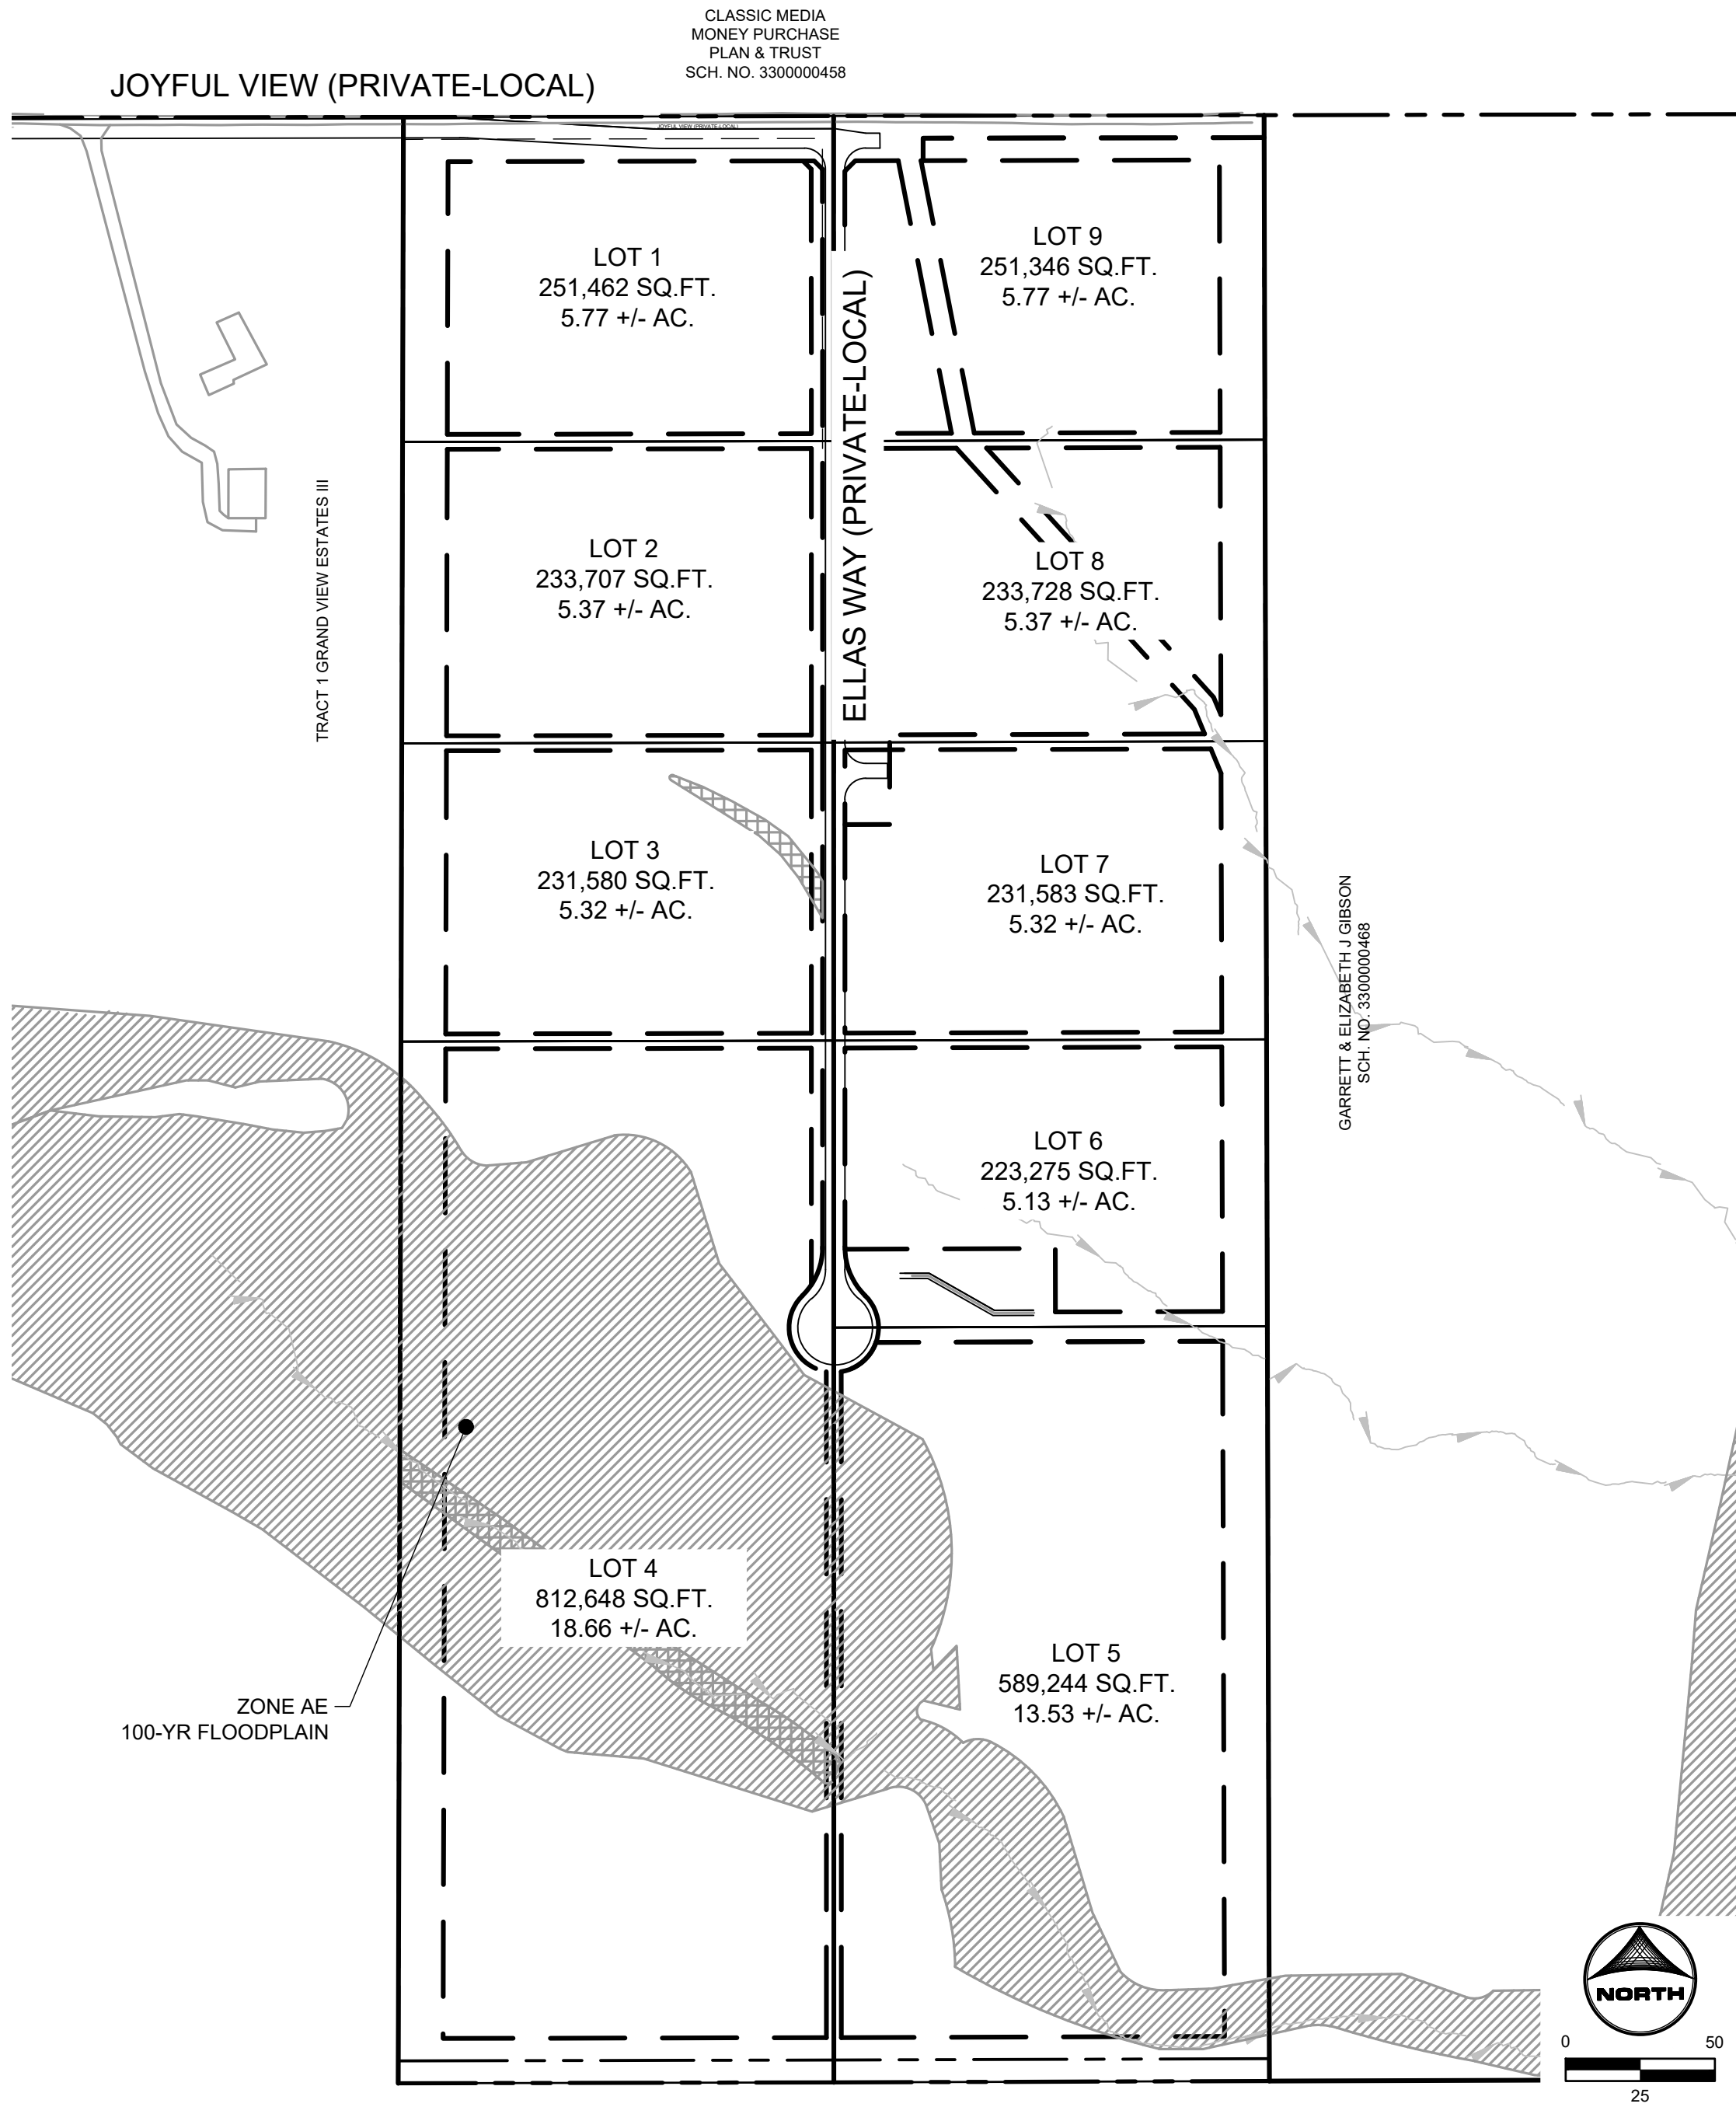 CLASSIC MEDIA
MONEY PURCHASE
PLAN & TRUST
SCH. NO. 3300000458
JOYFUL VIEW (PRIVATE-LOCAL)
JOYFUL VIEW (PRIVATE-LOCAL)
LOT 1
251,462 SQ.FT.
5.77 +/- AC.
LOT 9
251,346 SQ.FT.
5.77 +/- AC.
ELLAS WAY (PRIVATE-LOCAL)
TRACT 1 GRAND VIEW ESTATES III
LOT 2
233,707 SQ.FT.
5.37 +/- AC.
LOT 8
233,728 SQ.FT.
5.37 +/- AC.
LOT 3
231,580 SQ.FT.
5.32 +/- AC.
LOT 7
231,583 SQ.FT.
5.32 +/- AC.
GARRETT & ELIZABETH J GIBSON
SCH. NO. 3300000468
LOT 6
223,275 SQ.FT.
5.13 +/- AC.
LOT 4
812,648 SQ.FT.
18.66 +/- AC.
LOT 5
589,244 SQ.FT.
13.53 +/- AC.
ZONE AE
100-YR FLOODPLAIN
NORTH
0 50
25